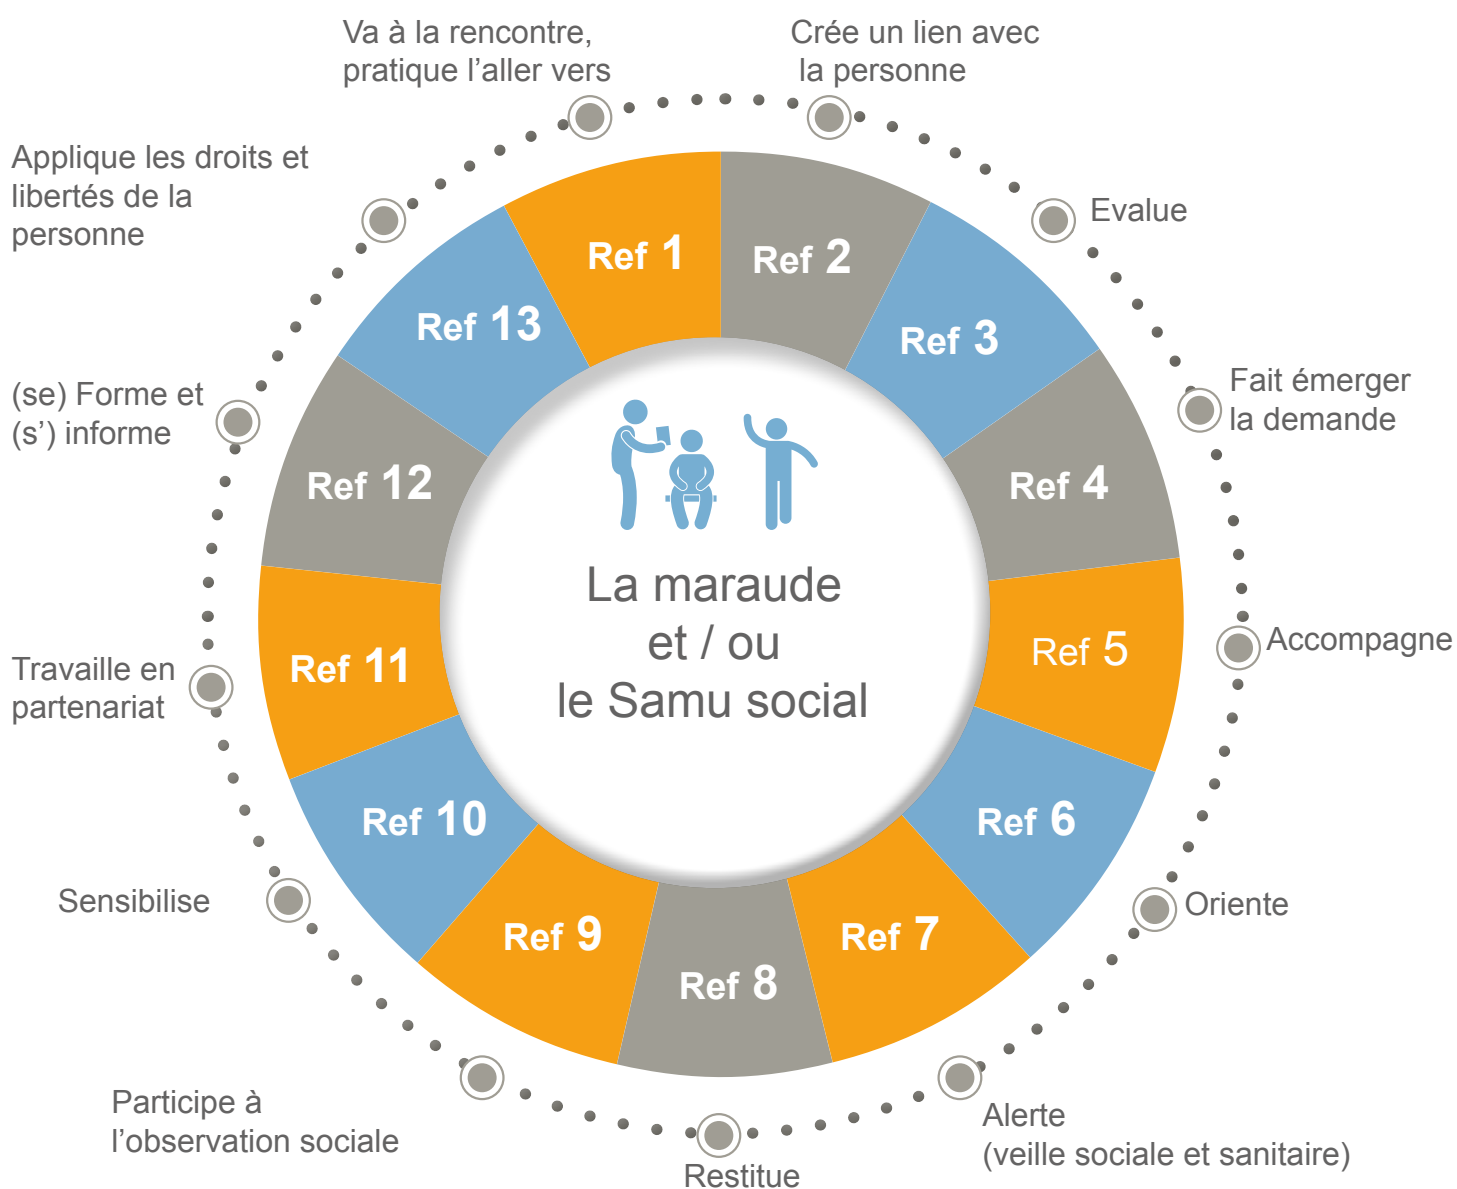 Va à la rencontre,
pratique l’aller vers
Crée un lien avec
la personne
Evalue
Fait émerger
la demande
Accompagne
Oriente
Alerte
(veille sociale et sanitaire)
Restitue
Participe à
l’observation sociale
Sensibilise
Travaille en
partenariat
(se) Forme et
(s’) informe
Applique les droits et
libertés de la
personne
Ref 1
Ref 2
Ref 3
Ref 4
Ref 5
Ref 6
Ref 7
Ref 8
Ref 9
Ref 10
Ref 11
Ref 12
Ref 13
La maraude
et / ou
le Samu social